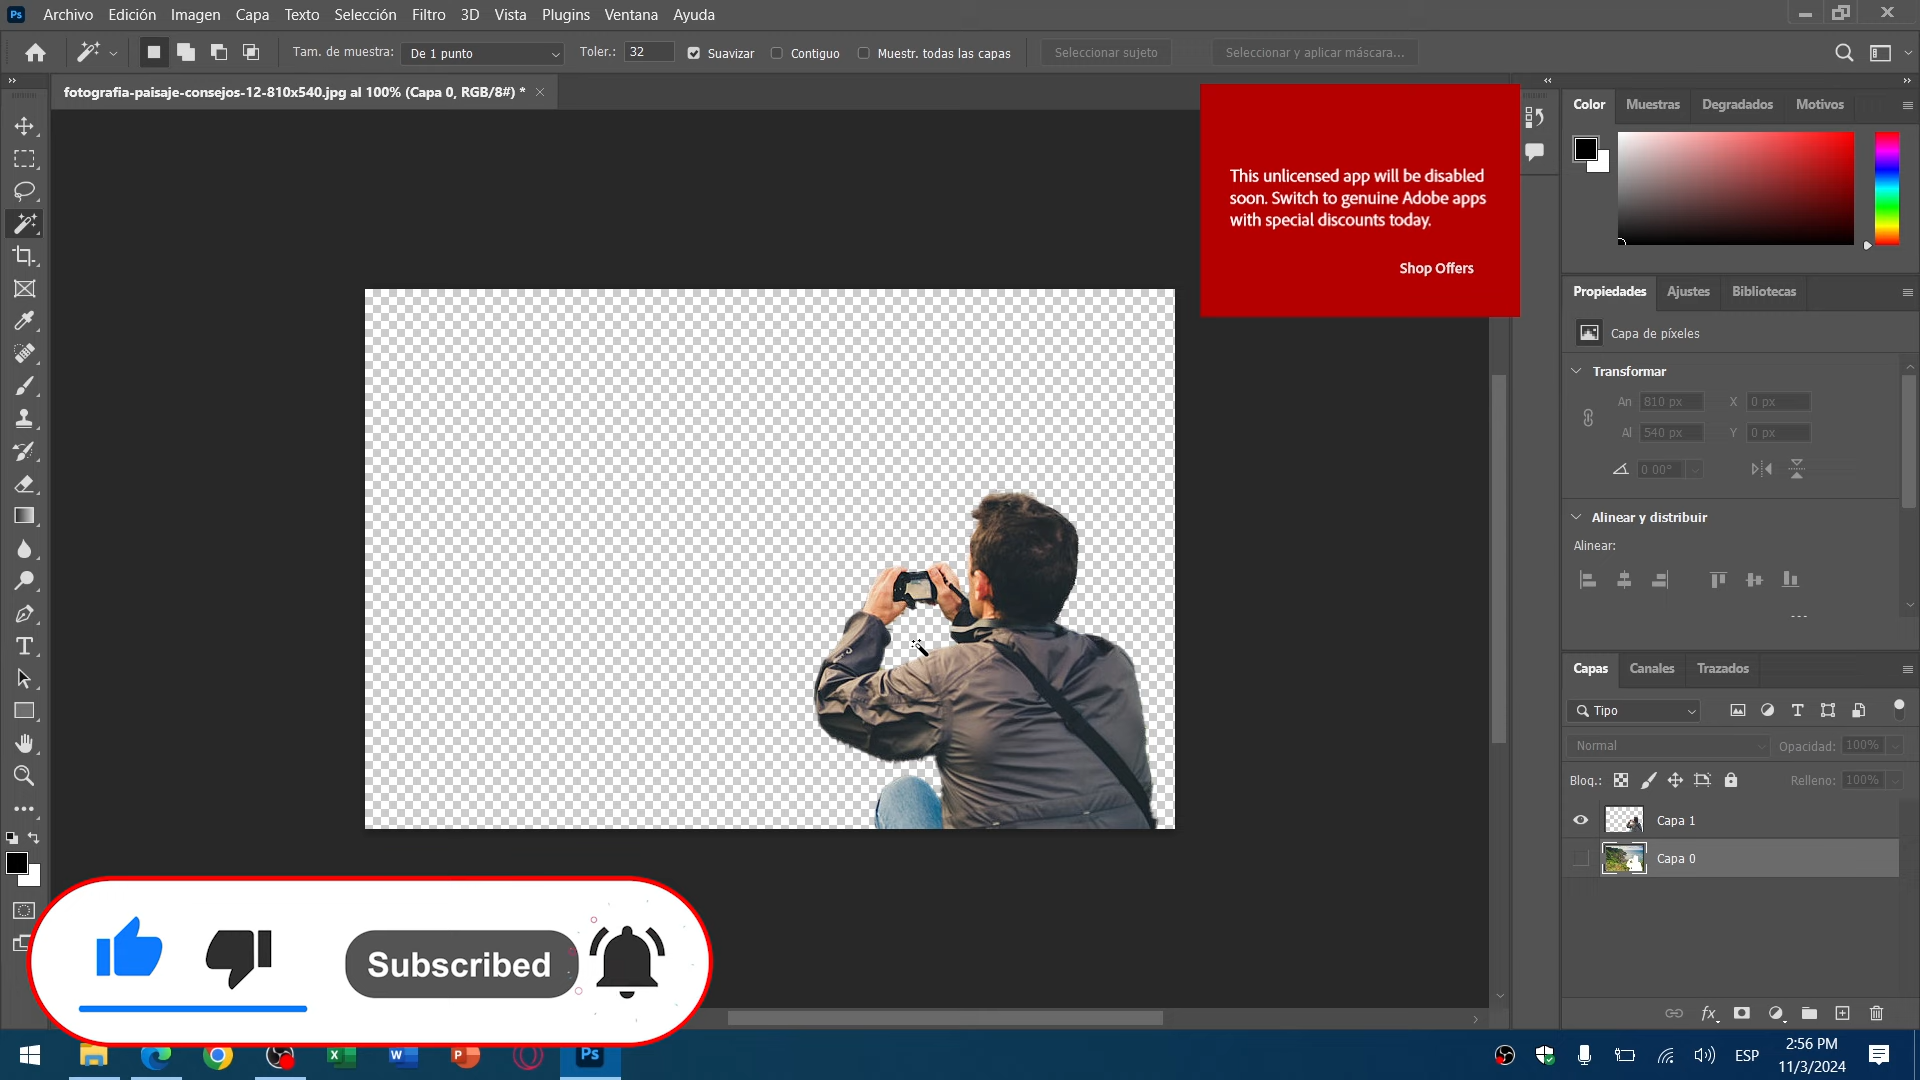 Ps Archivo Edición Imagen Capa Texto Selección Filtro 3D Vista Plugins Ventana Ayuda
Tam. de muestra: De 1 punto Toler.: 32 Suavizar Contiguo Muestr. todas las capas Seleccionar sujeto Seleccionar y aplicar máscara...
fotografia-paisaje-consejos-12-810x540.jpg al 100% (Capa 0, RGB/8#) *
Color Muestras Degradados Motivos
This unlicensed app will be disabled
soon. Switch to genuine Adobe apps
with special discounts today.
Shop Offers
Propiedades Ajustes Bibliotecas
Capa de píxeles
Transformar
An 810 px X 0 px
Al 540 px Y 0 px
0.00°
Alinear y distribuir
Alinear:
Capas Canales Trazados
Tipo
Normal Opacidad: 100%
Bloq.: Relleno: 100%
Capa 1
Capa 0
Subscribed
fx
Ps
ESP
2:56 PM
11/3/2024